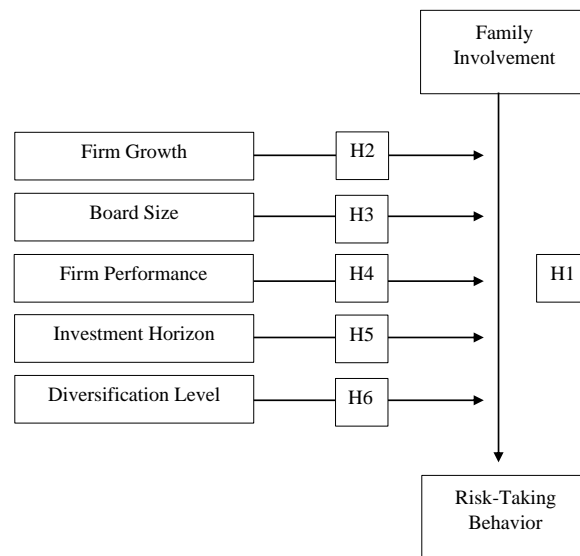 Family
Involvement
Firm Growth
H2
Board Size
H3
Firm Performance
H4
H1
Investment Horizon
H5
Diversification Level
H6
Risk-Taking
Behavior